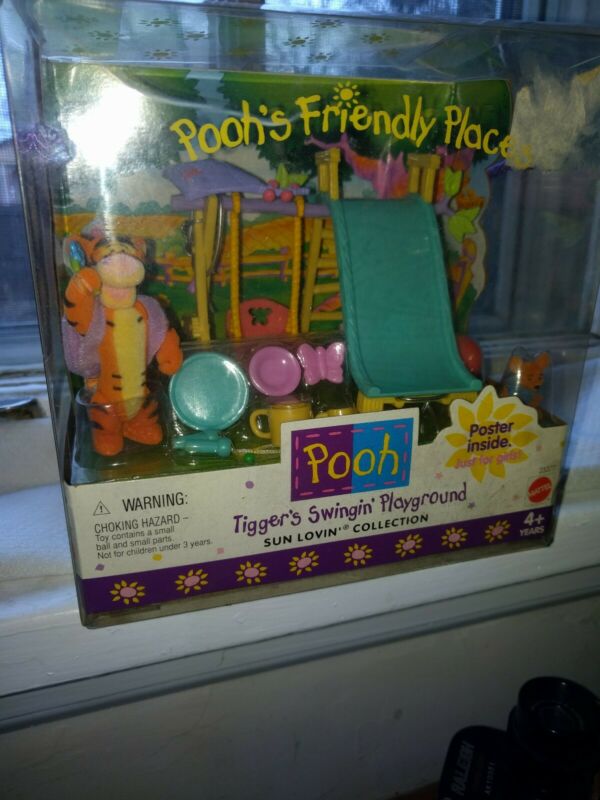 Pooh's Friendly Places
Poster
inside.
Just for girls!
Pooh
MATTEL
Tigger's Swingin' Playground
SUN LOVIN'® COLLECTION
4+
YEARS
⚠ WARNING:
CHOKING HAZARD –
Toy contains a small
ball and small parts.
Not for children under 3 years.